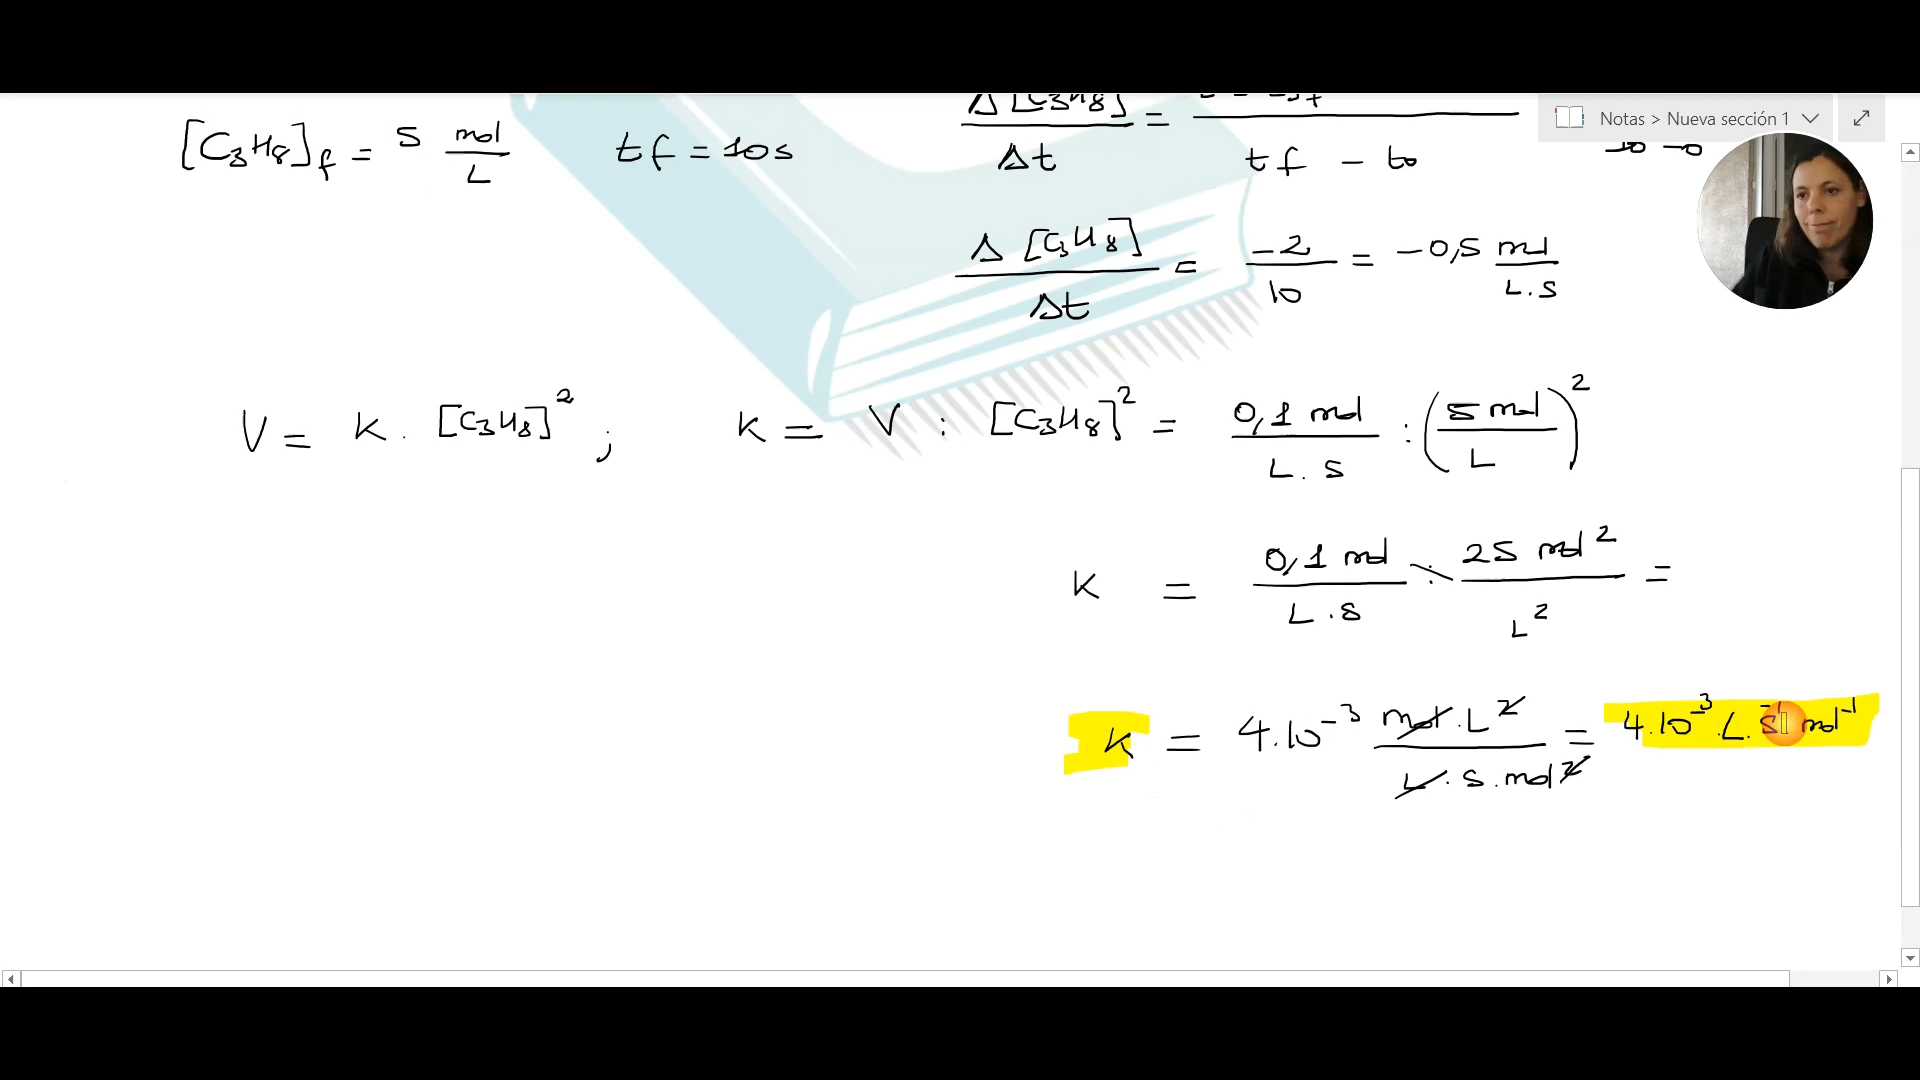 Notas > Nueva sección 1
[C3H8]f = 5 mol/L   tf = 10s
Δ[C3H8]/Δt = / tf - to
Δ[C3H8]/Δt = -2/10 = -0,5 mol/L.s
V = K . [C3H8]² ;   K = V : [C3H8]² = 0,1 mol/L.s : (5 mol/L)²
K = 0,1 mol/L.s : 25 mol²/L² =
K = 4.10⁻³ mol.L²/L.s.mol² = 4.10⁻³.L.s⁻¹ mol⁻¹